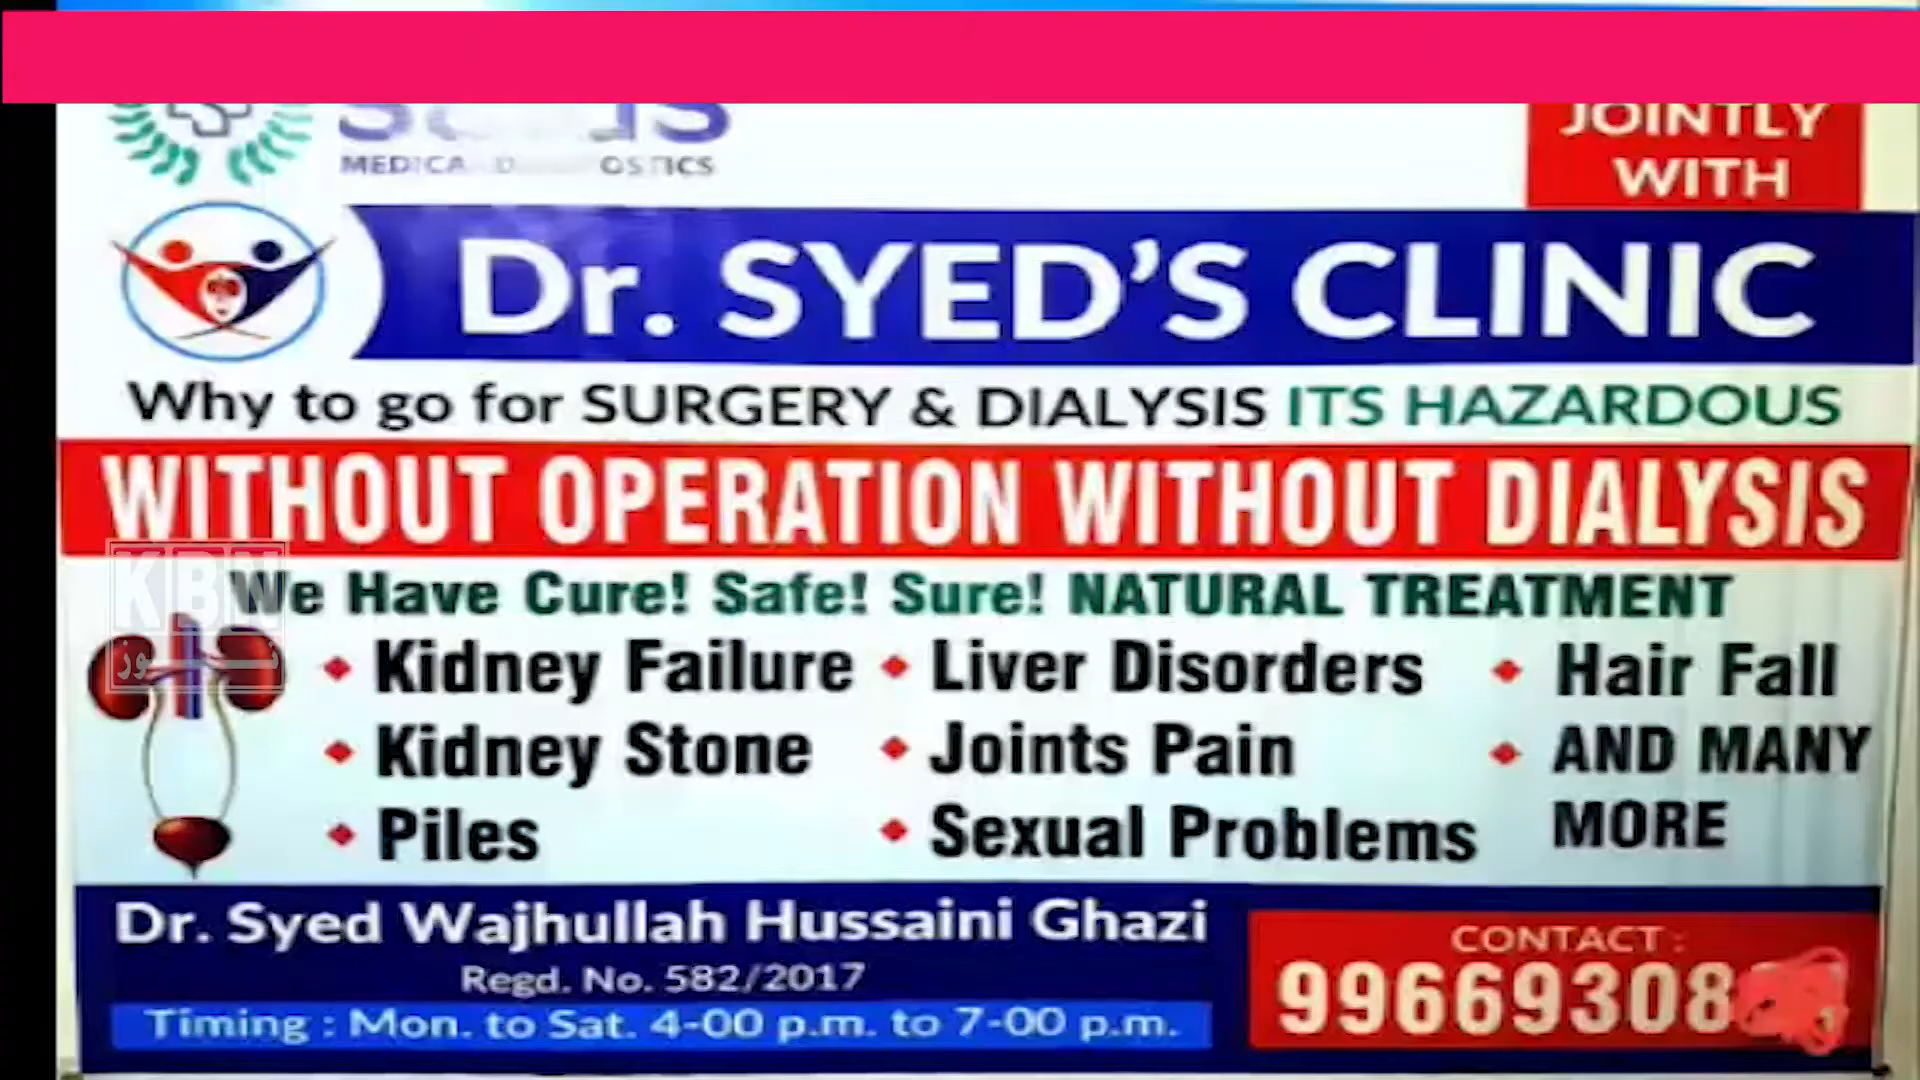 MEDICA OSTICS
JOINTLY
WITH
Dr. SYED'S CLINIC
Why to go for SURGERY & DIALYSIS ITS HAZARDOUS
WITHOUT OPERATION WITHOUT DIALYSIS
We Have Cure! Safe! Sure! NATURAL TREATMENT
KBN
نیوز
Kidney Failure
Kidney Stone
Piles
Liver Disorders
Joints Pain
Sexual Problems
Hair Fall
AND MANY
MORE
Dr. Syed Wajhullah Hussaini Ghazi
Regd. No. 582/2017
Timing : Mon. to Sat. 4-00 p.m. to 7-00 p.m.
CONTACT :
99669308